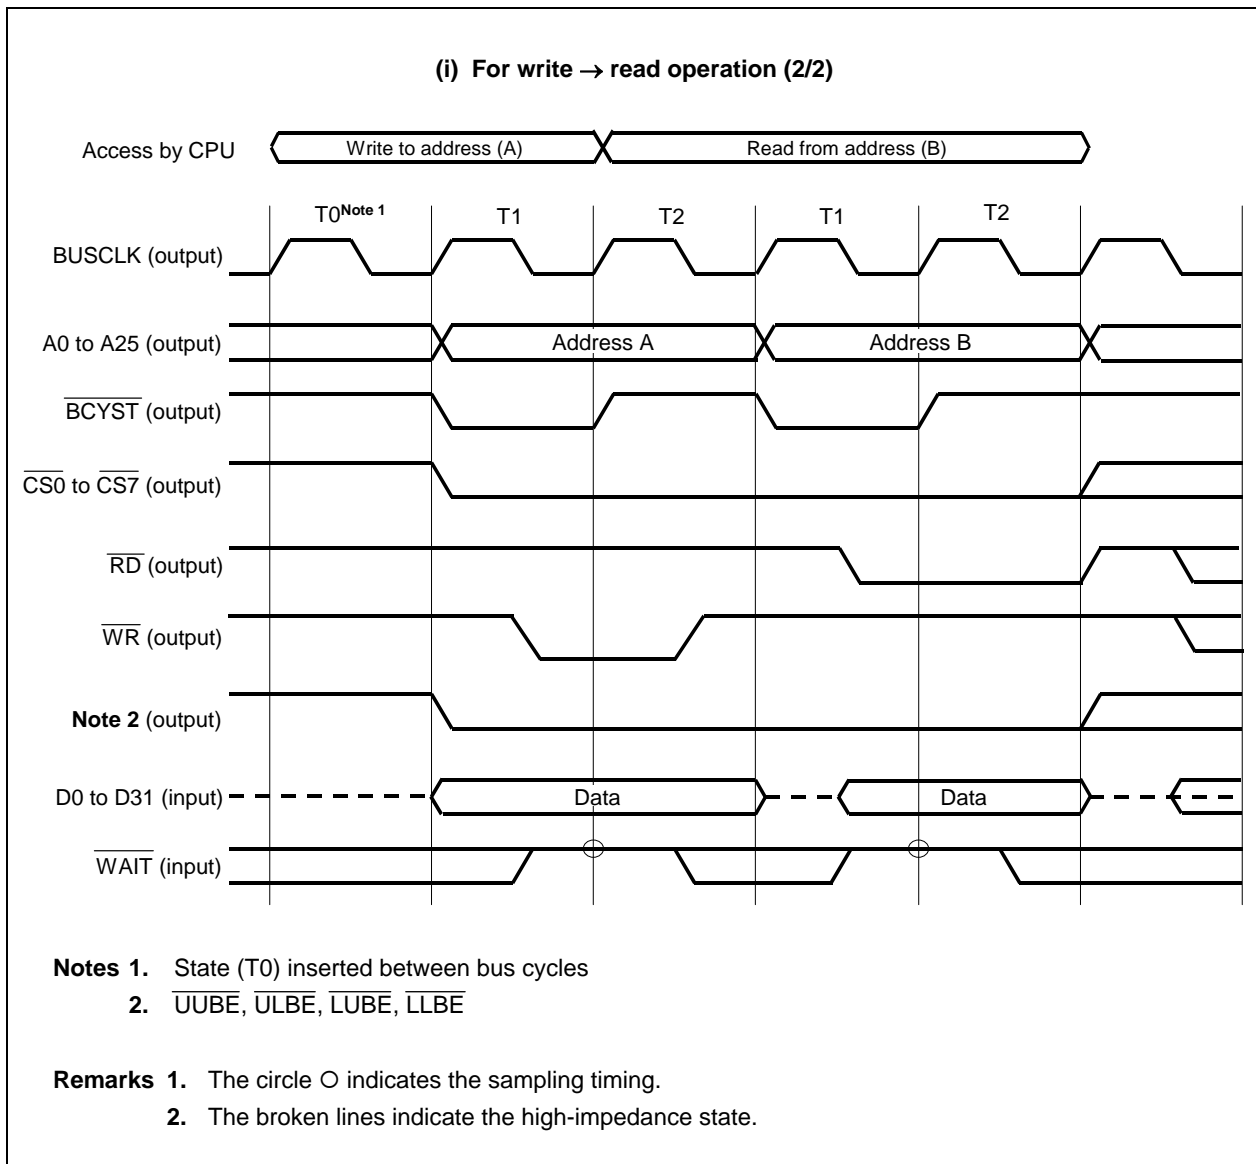 (i) For write → read operation (2/2)
Access by CPU
Write to address (A)
Read from address (B)
T0Note 1
T1
T2
T1
T2
BUSCLK (output)
A0 to A25 (output)
Address A
Address B
BCYST (output)
CS0 to CS7 (output)
RD (output)
WR (output)
Note 2 (output)
D0 to D31 (input)
Data
Data
WAIT (input)
Notes 1. State (T0) inserted between bus cycles
2. UUBE, ULBE, LUBE, LLBE
Remarks 1. The circle O indicates the sampling timing.
2. The broken lines indicate the high-impedance state.